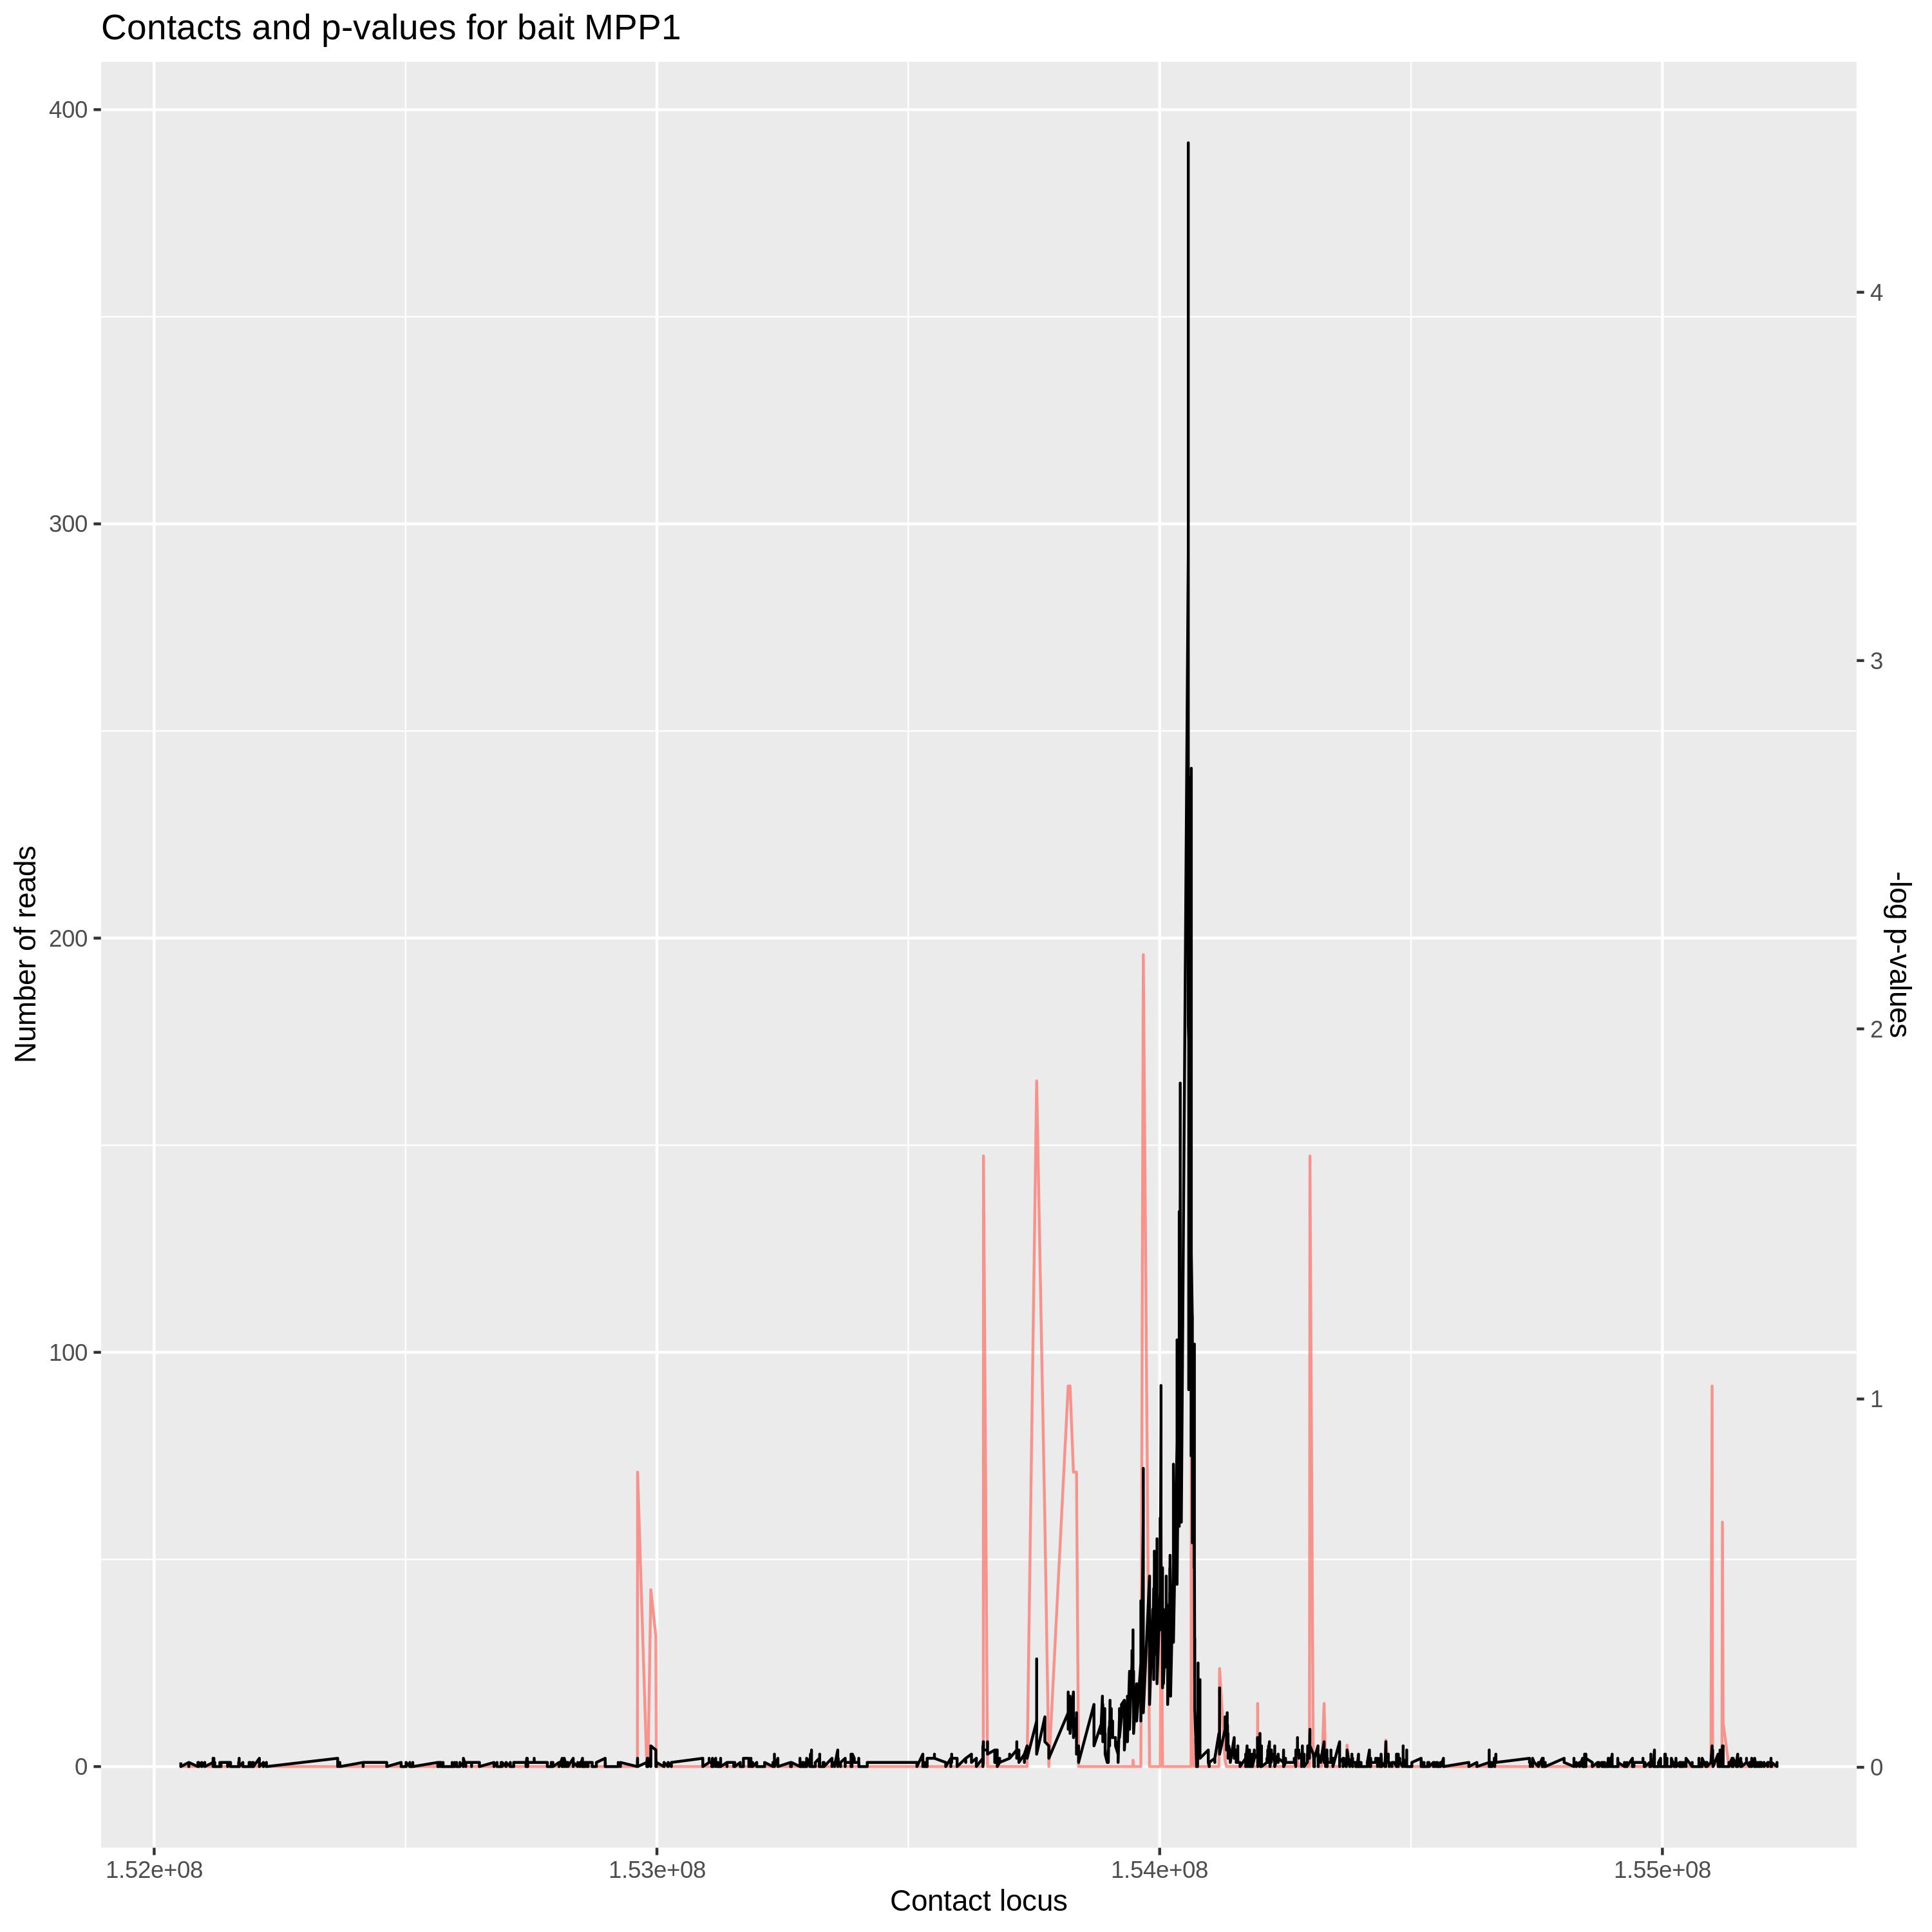 Contacts and p-values for bait MPP1
400
300
200
100
0
Number of reads
4
3
2
1
0
-log p-values
1.52e+08
1.53e+08
1.54e+08
1.55e+08
Contact locus